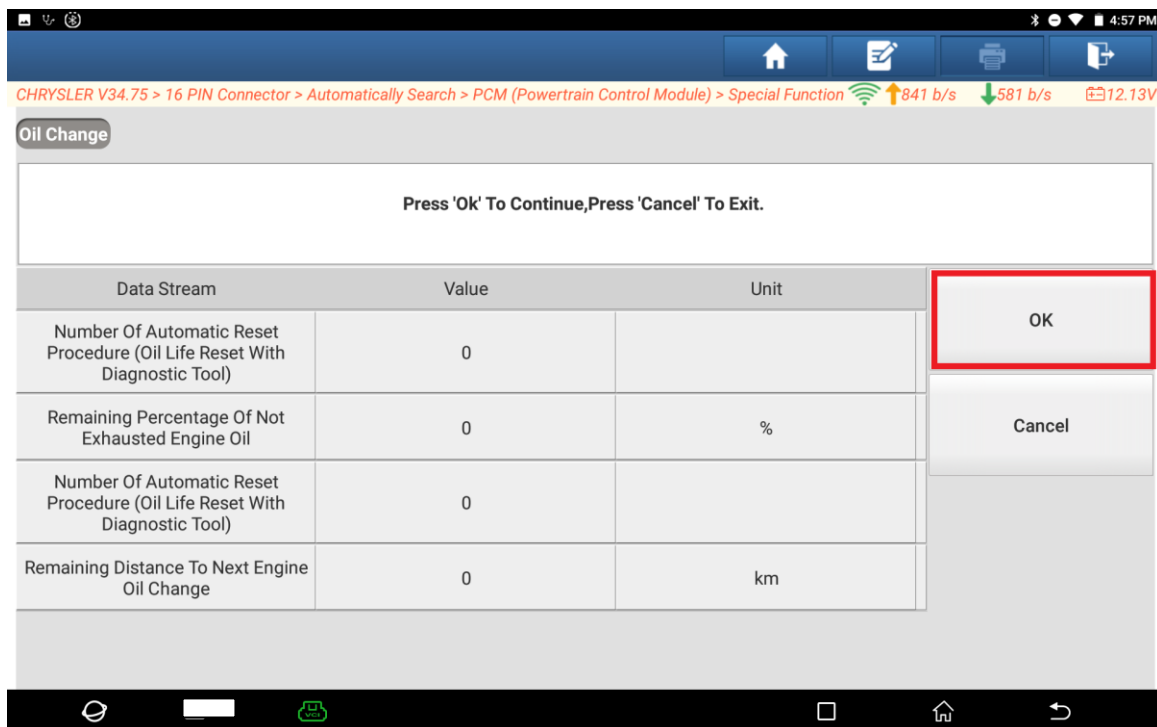 4:57 PM
CHRYSLER V34.75 > 16 PIN Connector > Automatically Search > PCM (Powertrain Control Module) > Special Function 841 b/s 581 b/s 12.13V
Oil Change
Press 'Ok' To Continue,Press 'Cancel' To Exit.
Data Stream Value Unit
OK
Number Of Automatic Reset
Procedure (Oil Life Reset With
Diagnostic Tool)
0
Remaining Percentage Of Not
Exhausted Engine Oil
0 %
Cancel
Number Of Automatic Reset
Procedure (Oil Life Reset With
Diagnostic Tool)
0
Remaining Distance To Next Engine
Oil Change
0 km
VCI